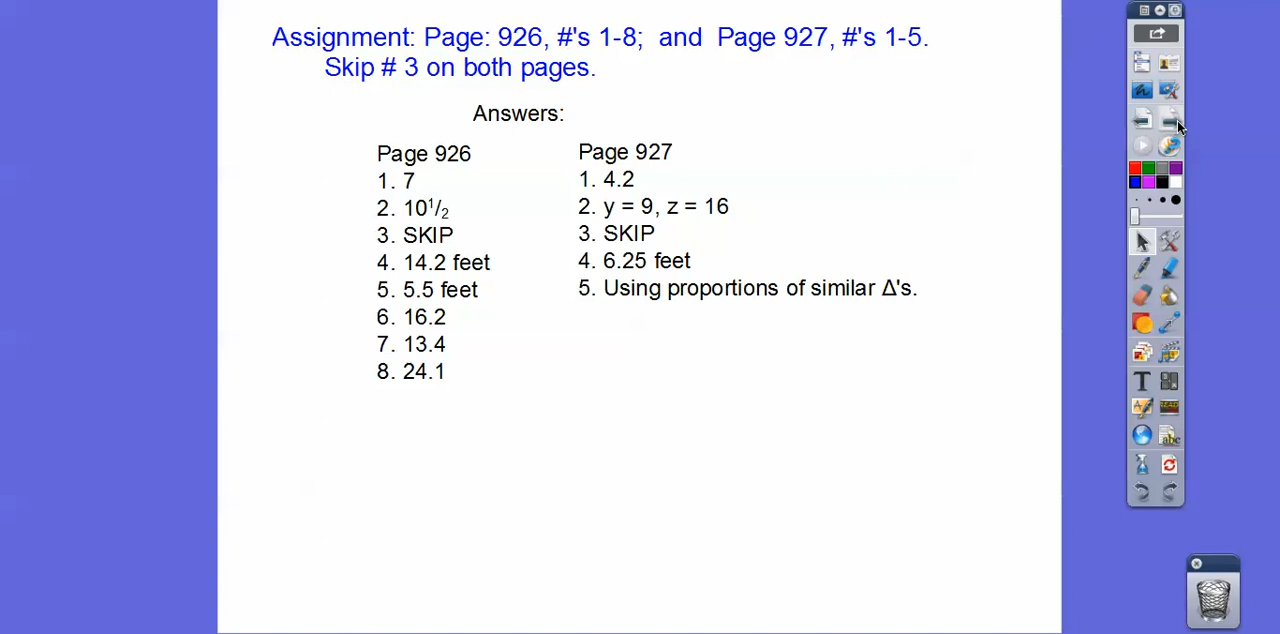 Assignment: Page: 926, #'s 1-8; and Page 927, #'s 1-5.
Skip # 3 on both pages.
Answers:
Page 926
1. 7
2. 10¹/₂
3. SKIP
4. 14.2 feet
5. 5.5 feet
6. 16.2
7. 13.4
8. 24.1
Page 927
1. 4.2
2. y = 9, z = 16
3. SKIP
4. 6.25 feet
5. Using proportions of similar Δ's.